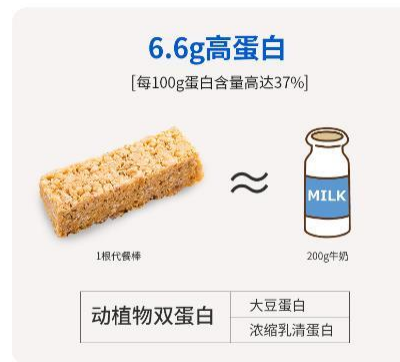 6.6g高蛋白
[每100g蛋白含量高达37%]
MILK
1根代餐棒
200g牛奶
动植物双蛋白
大豆蛋白
浓缩乳清蛋白